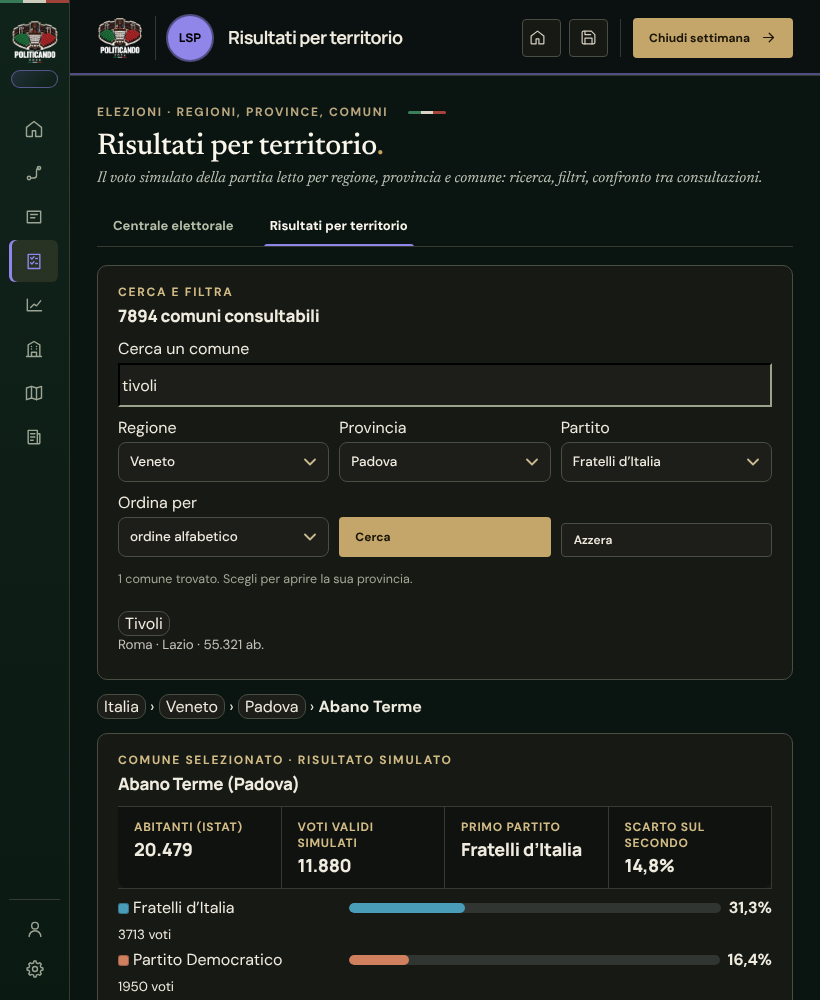 POLITICANDO
POLITICANDO
LSP
Risultati per territorio
Chiudi settimana
ELEZIONI · REGIONI, PROVINCE, COMUNI
Risultati per territorio.
Il voto simulato della partita letto per regione, provincia e comune: ricerca, filtri, confronto tra consultazioni.
Centrale elettorale
Risultati per territorio
CERCA E FILTRA
7894 comuni consultabili
Cerca un comune
tivoli
Regione Provincia Partito
Veneto Padova Fratelli d’Italia
Ordina per
ordine alfabetico Cerca Azzera
1 comune trovato. Scegli per aprire la sua provincia.
Tivoli
Roma · Lazio · 55.321 ab.
Italia › Veneto › Padova › Abano Terme
COMUNE SELEZIONATO · RISULTATO SIMULATO
Abano Terme (Padova)
ABITANTI (ISTAT)
20.479
VOTI VALIDI
SIMULATI
11.880
PRIMO PARTITO
Fratelli d’Italia
SCARTO SUL
SECONDO
14,8%
Fratelli d’Italia 31,3%
3713 voti
Partito Democratico 16,4%
1950 voti